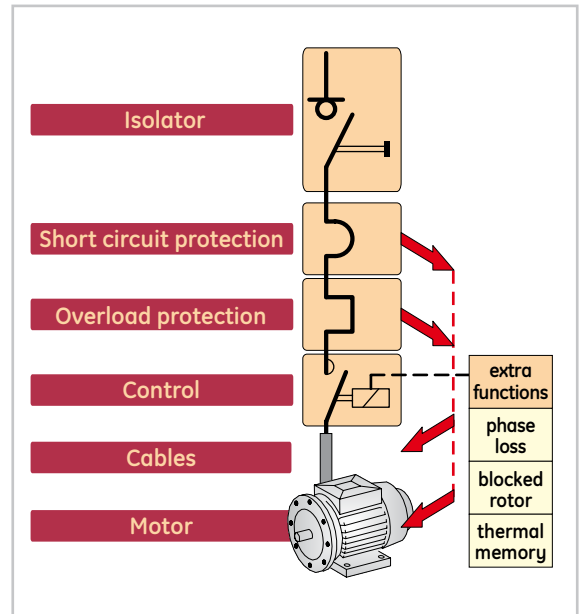 Isolator
Short circuit protection
Overload protection
Control
Cables
Motor
extra
functions
phase
loss
blocked
rotor
thermal
memory